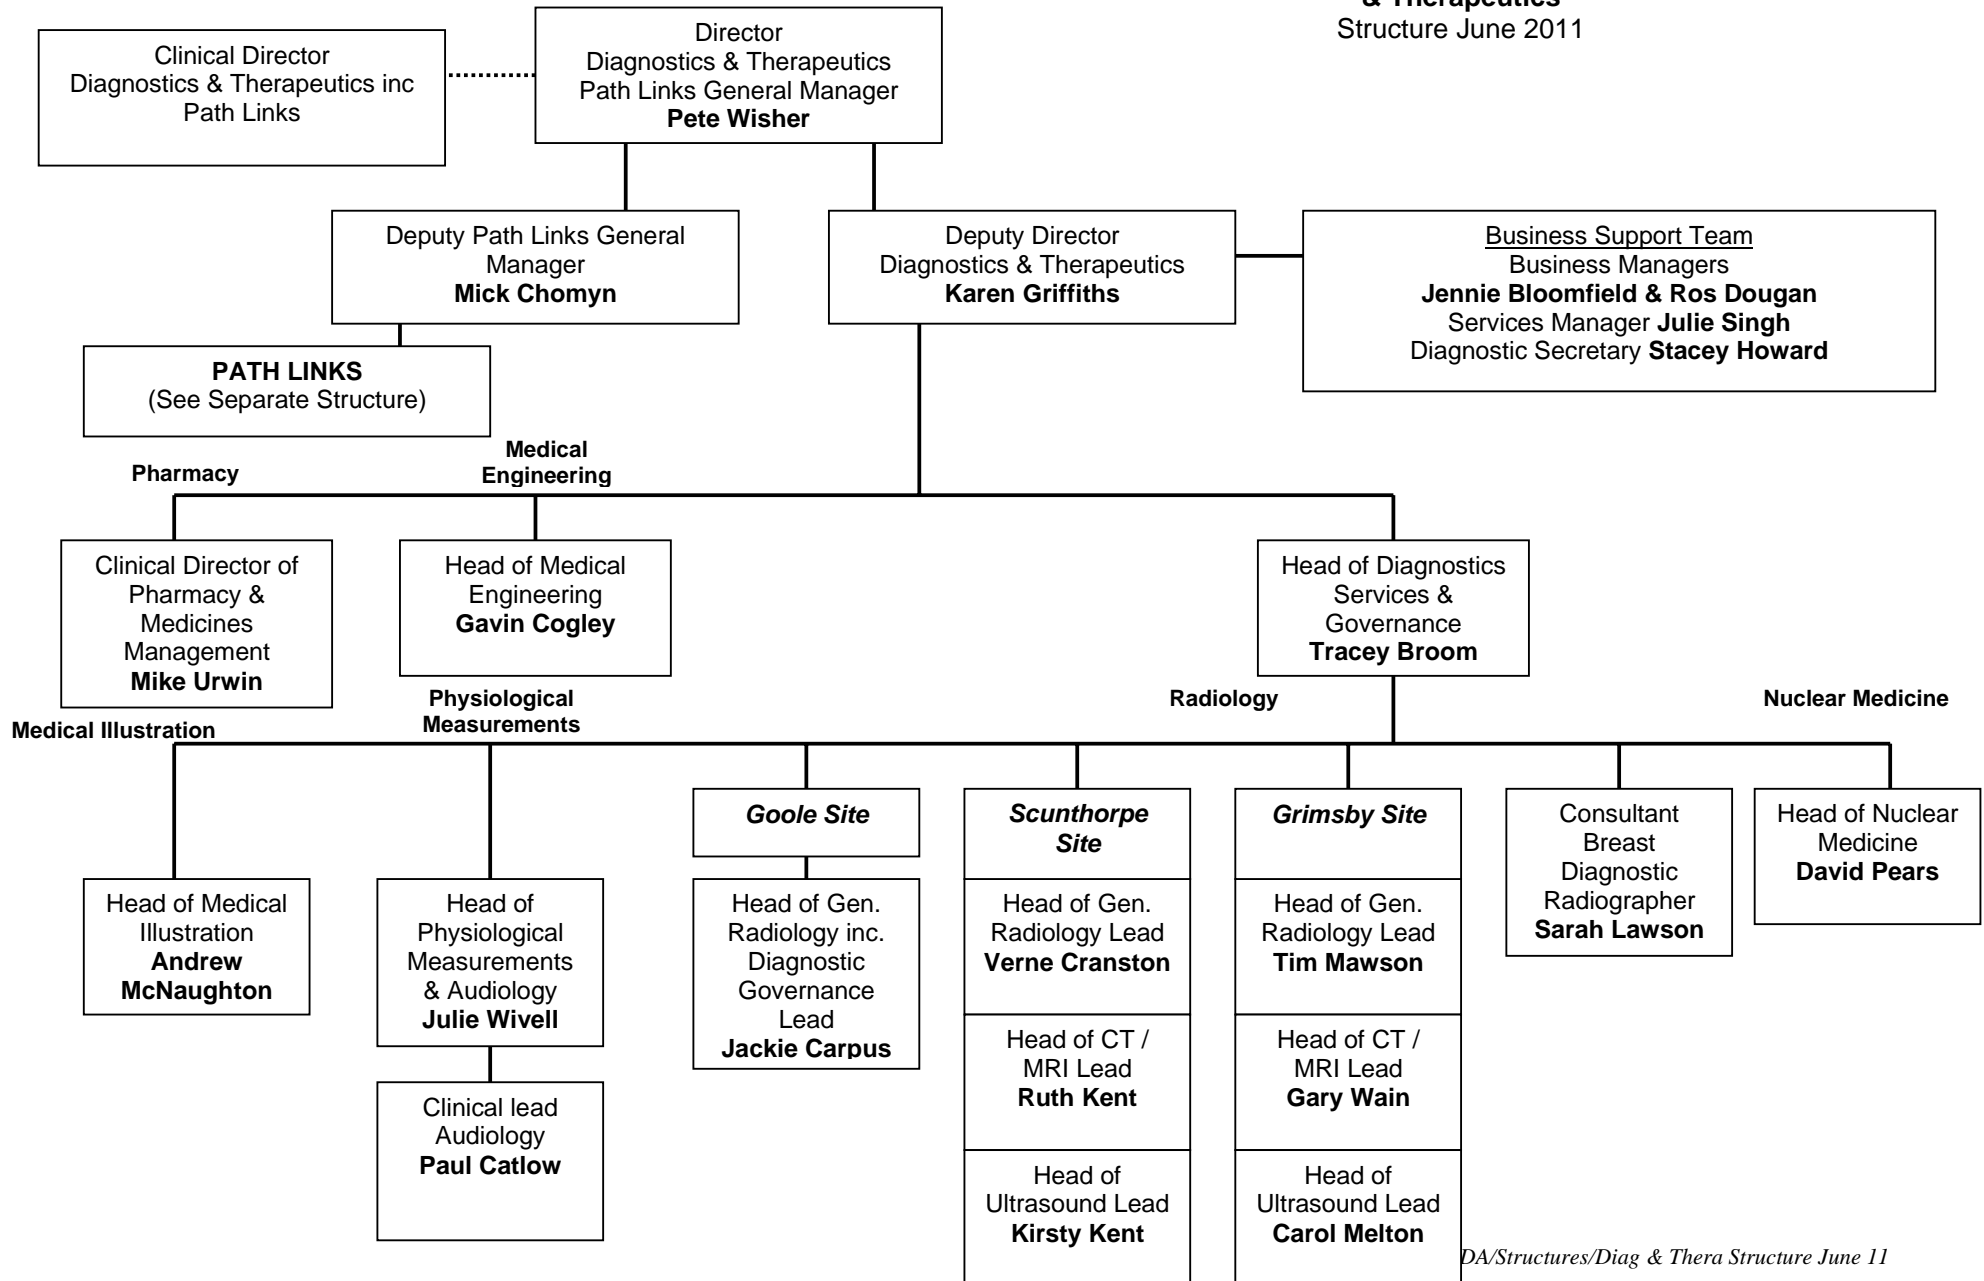 & Therapeutics
Structure June 2011
Clinical Director
Diagnostics & Therapeutics inc
Path Links
Director
Diagnostics & Therapeutics
Path Links General Manager
Pete Wisher
Deputy Path Links General
Manager
Mick Chomyn
Deputy Director
Diagnostics & Therapeutics
Karen Griffiths
Business Support Team
Business Managers
Jennie Bloomfield & Ros Dougan
Services Manager Julie Singh
Diagnostic Secretary Stacey Howard
PATH LINKS
(See Separate Structure)
Pharmacy
Medical
Engineering
Clinical Director of
Pharmacy &
Medicines
Management
Mike Urwin
Head of Medical
Engineering
Gavin Cogley
Head of Diagnostics
Services &
Governance
Tracey Broom
Medical Illustration
Physiological
Measurements
Radiology
Nuclear Medicine
Head of Medical
Illustration
Andrew
McNaughton
Head of
Physiological
Measurements
& Audiology
Julie Wivell
Clinical lead
Audiology
Paul Catlow
Goole Site
Head of Gen.
Radiology inc.
Diagnostic
Governance
Lead
Jackie Carpus
Scunthorpe
Site
Head of Gen.
Radiology Lead
Verne Cranston
Head of CT /
MRI Lead
Ruth Kent
Head of
Ultrasound Lead
Kirsty Kent
Grimsby Site
Head of Gen.
Radiology Lead
Tim Mawson
Head of CT /
MRI Lead
Gary Wain
Head of
Ultrasound Lead
Carol Melton
Consultant
Breast
Diagnostic
Radiographer
Sarah Lawson
Head of Nuclear
Medicine
David Pears
DA/Structures/Diag & Thera Structure June 11